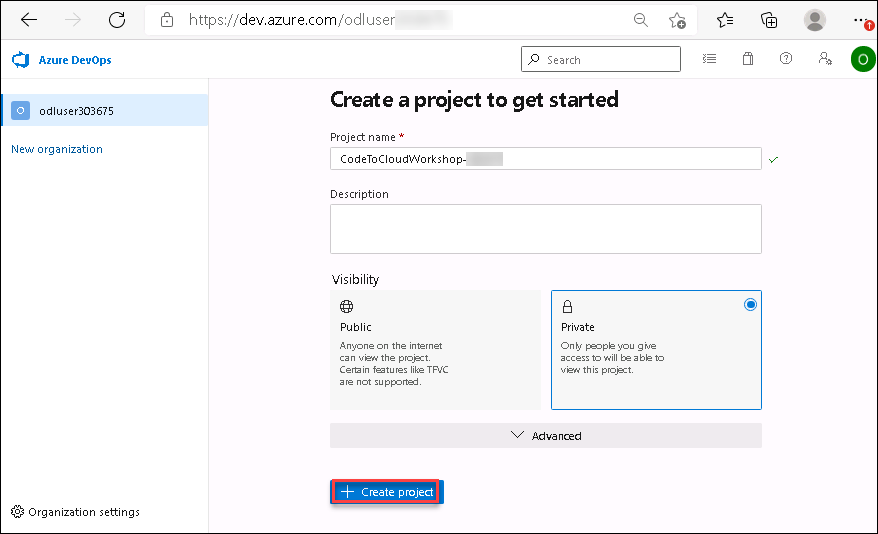 https://dev.azure.com/odluser
Azure DevOps
Search
O
O odluser303675
New organization
Create a project to get started
Project name *
CodeToCloudWorkshop-
Description
Visibility
Public
Anyone on the internet
can view the project.
Certain features like TFVC
are not supported.
Private
Only people you give
access to will be able to
view this project.
Advanced
+ Create project
Organization settings